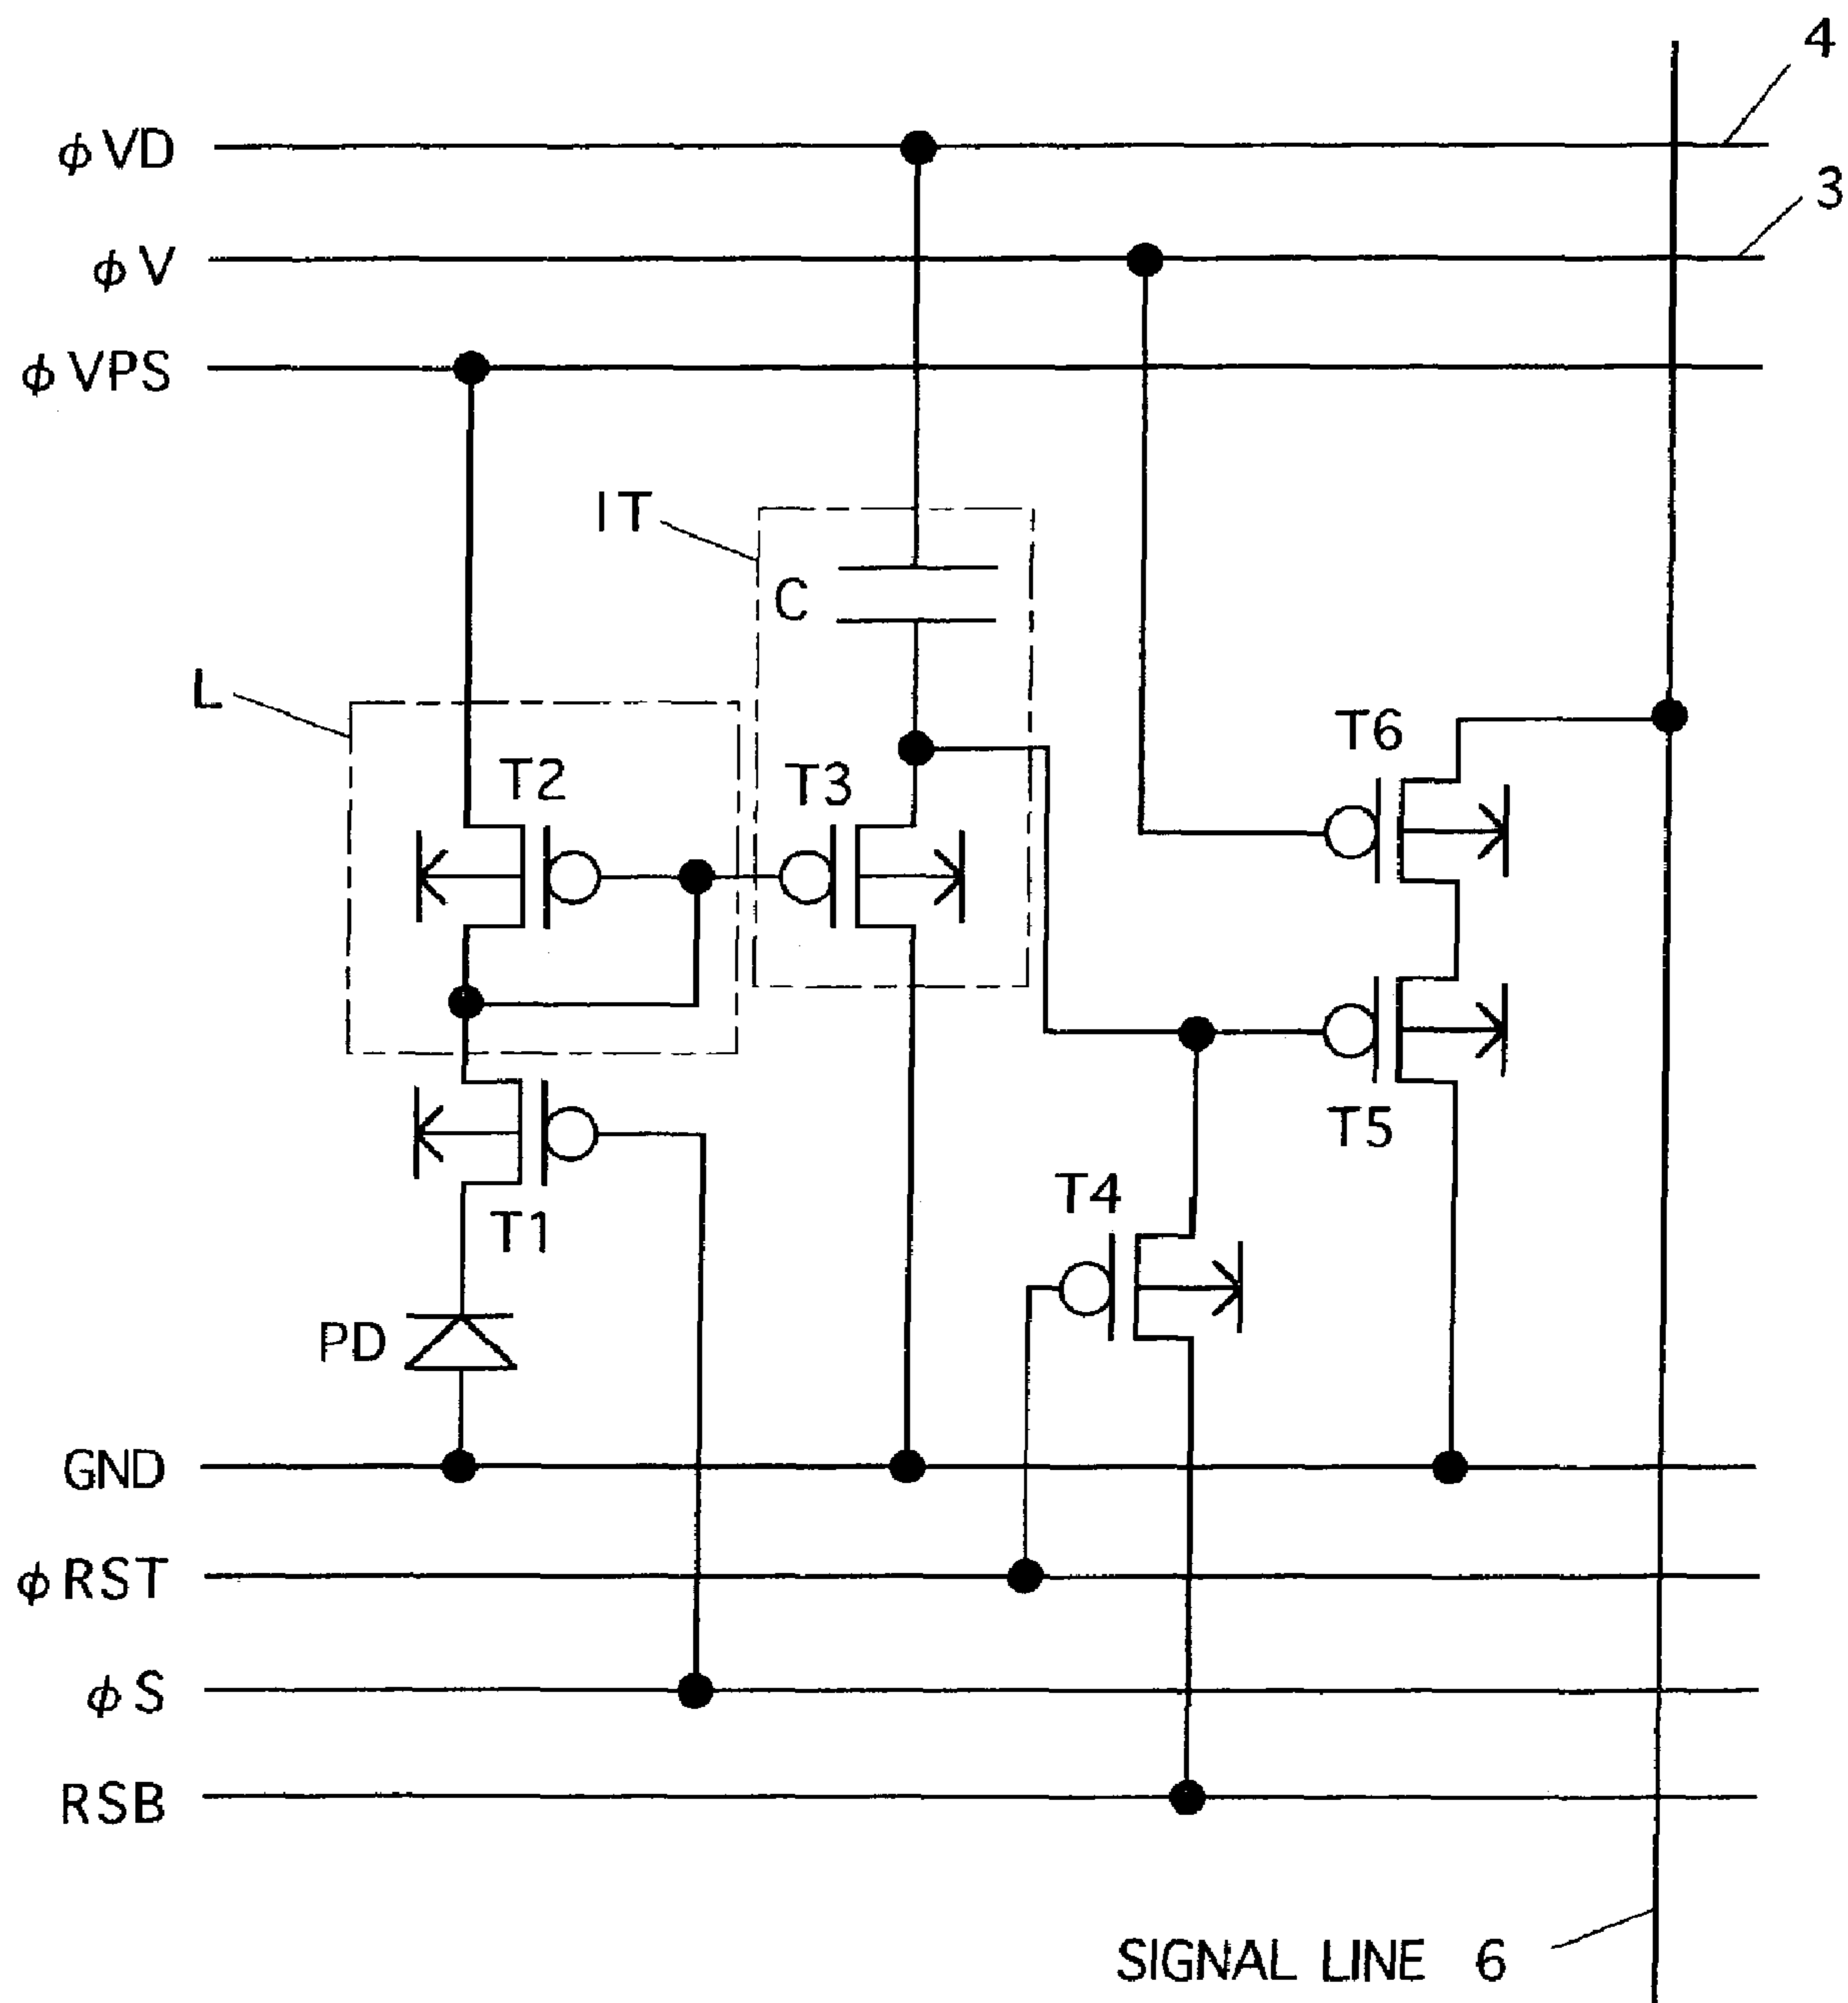 4
φVD
3
φV
φVPS
IT
C
L
T6
T2
T3
T5
T4
T1
PD
GND
φRST
φS
RSB
SIGNAL LINE 6